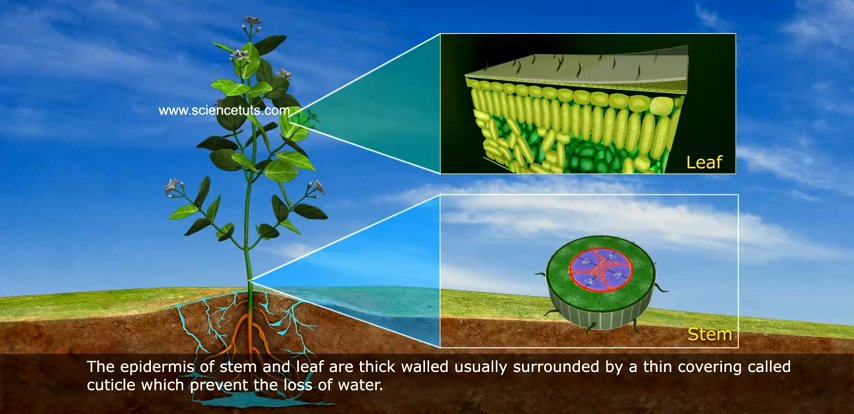 www.sciencetuts.com
Leaf
Stem
The epidermis of stem and leaf are thick walled usually surrounded by a thin covering called
cuticle which prevent the loss of water.